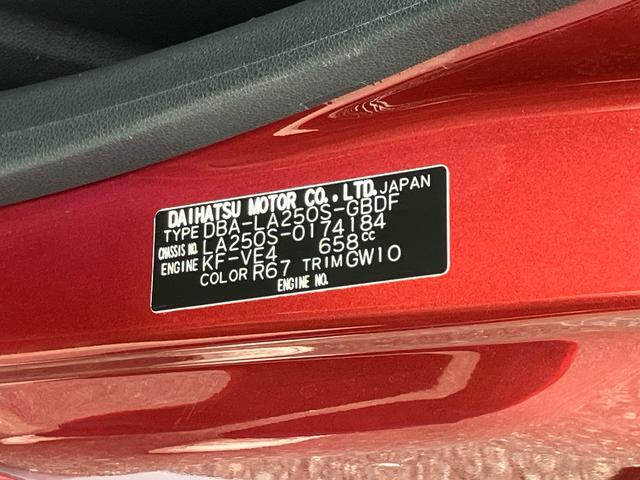 DAIHATSU MOTOR CO., LTD. JAPAN
TYPE DBA-LA250S-GBDF
CHASSIS NO. LA250S-0174184
ENGINE KF-VE4 658cc
COLOR R67 TRIM GW10
ENGINE NO.